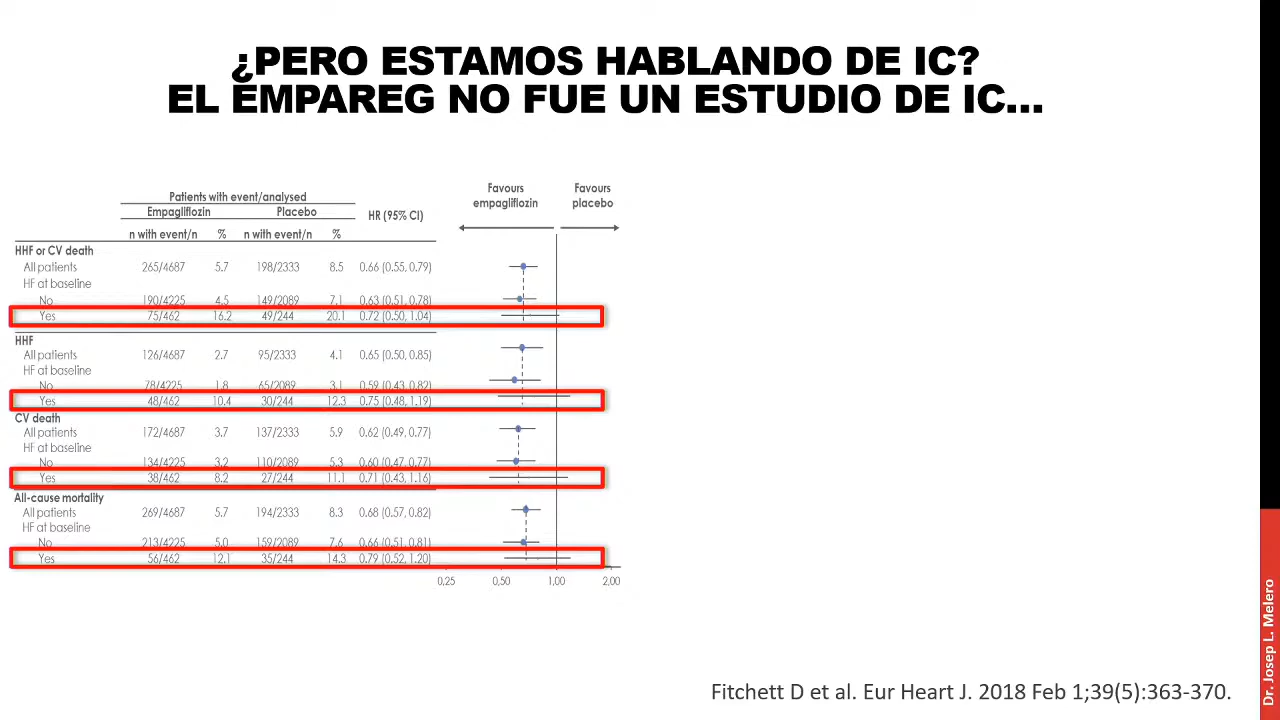 ¿PERO ESTAMOS HABLANDO DE IC?
EL EMPAREG NO FUE UN ESTUDIO DE IC...
Patients with event/analysed
Empagliflozin Placebo HR (95% CI) Favours empagliflozin Favours placebo
n with event/n % n with event/n %
HHF or CV death
All patients 265/4687 5.7 198/2333 8.5 0.66 (0.55, 0.79)
HF at baseline
No 190/4225 4.5 149/2089 7.1 0.63 (0.51, 0.78)
Yes 75/462 16.2 49/244 20.1 0.72 (0.50, 1.04)
HHF
All patients 126/4687 2.7 95/2333 4.1 0.65 (0.50, 0.85)
HF at baseline
No 78/4225 1.8 65/2089 3.1 0.59 (0.43, 0.82)
Yes 48/462 10.4 30/244 12.3 0.75 (0.48, 1.19)
CV death
All patients 172/4687 3.7 137/2333 5.9 0.62 (0.49, 0.77)
HF at baseline
No 134/4225 3.2 110/2089 5.3 0.60 (0.47, 0.77)
Yes 38/462 8.2 27/244 11.1 0.71 (0.43, 1.16)
All-cause mortality
All patients 269/4687 5.7 194/2333 8.3 0.68 (0.57, 0.82)
HF at baseline
No 213/4225 5.0 159/2089 7.6 0.66 (0.51, 0.81)
Yes 56/462 12.1 35/244 14.3 0.79 (0.52, 1.20)
0,25 0,50 1,00 2,00
Fitchett D et al. Eur Heart J. 2018 Feb 1;39(5):363-370.
Dr. Josep L. Melero